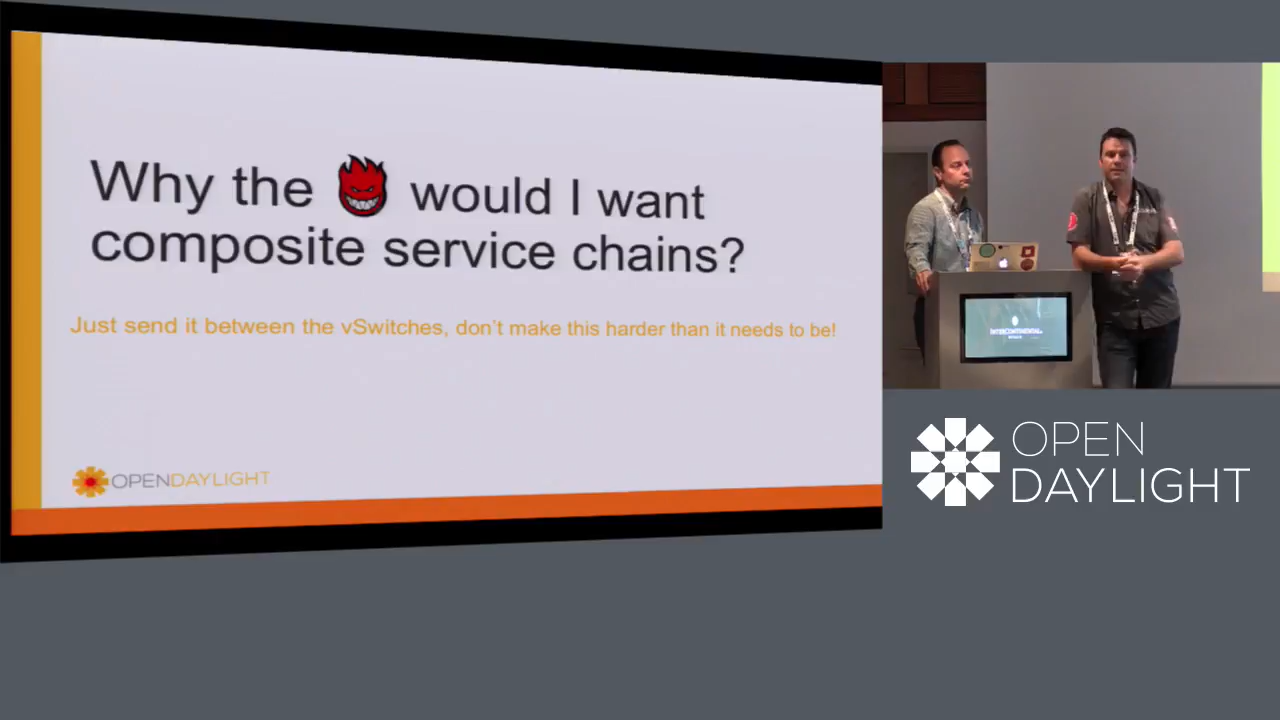 Why the would I want
composite service chains?
Just send it between the vSwitches, don't make this harder than it needs to be!
OPENDAYLIGHT
INTERCONTINENTAL
OPEN
DAYLIGHT